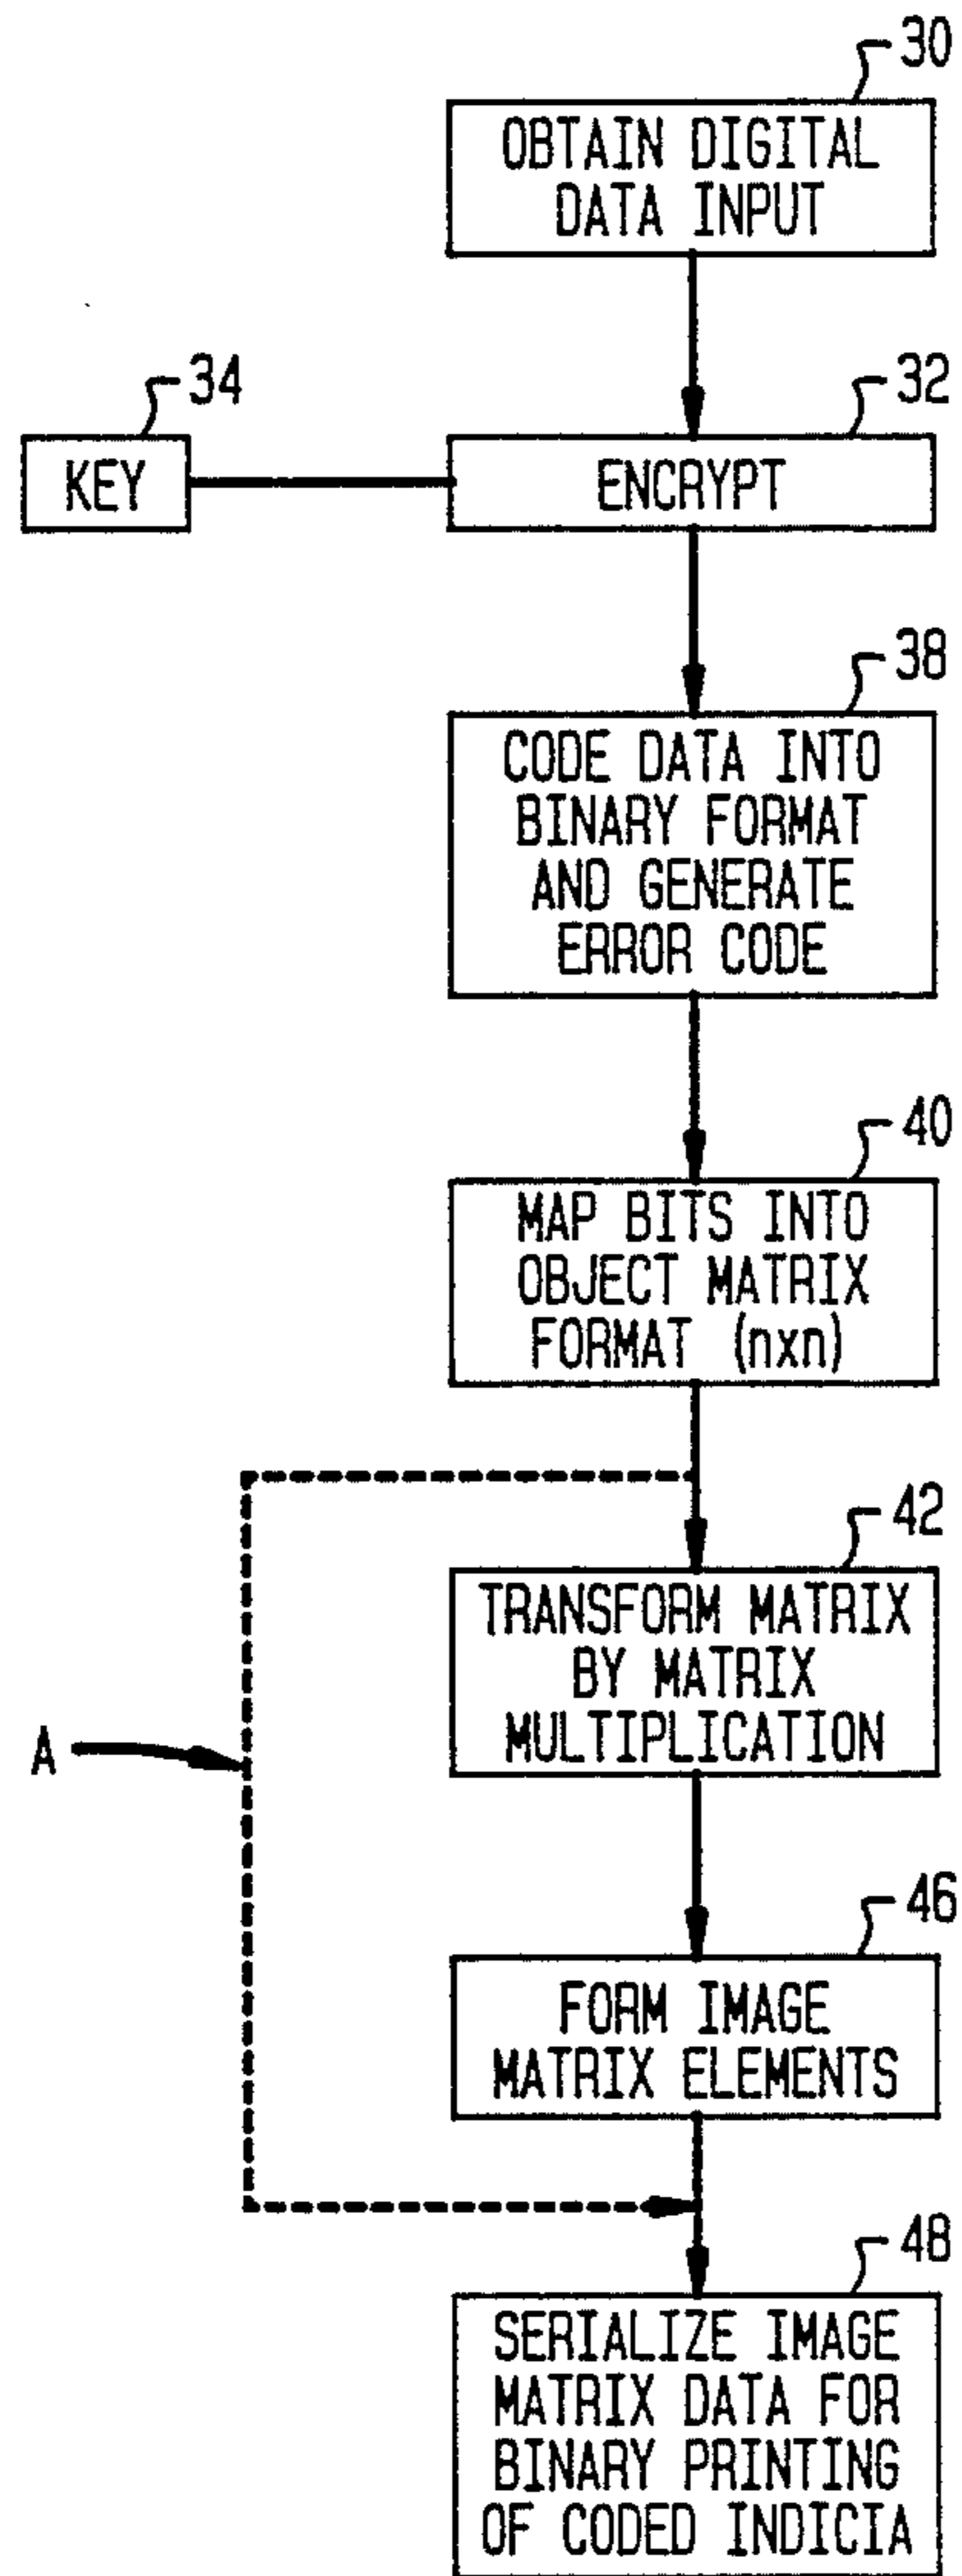 30
OBTAIN DIGITAL
DATA INPUT
34
32
KEY
ENCRYPT
38
CODE DATA INTO
BINARY FORMAT
AND GENERATE
ERROR CODE
40
MAP BITS INTO
OBJECT MATRIX
FORMAT (nxn)
42
TRANSFORM MATRIX
BY MATRIX
MULTIPLICATION
A
46
FORM IMAGE
MATRIX ELEMENTS
48
SERIALIZE IMAGE
MATRIX DATA FOR
BINARY PRINTING
OF CODED INDICIA